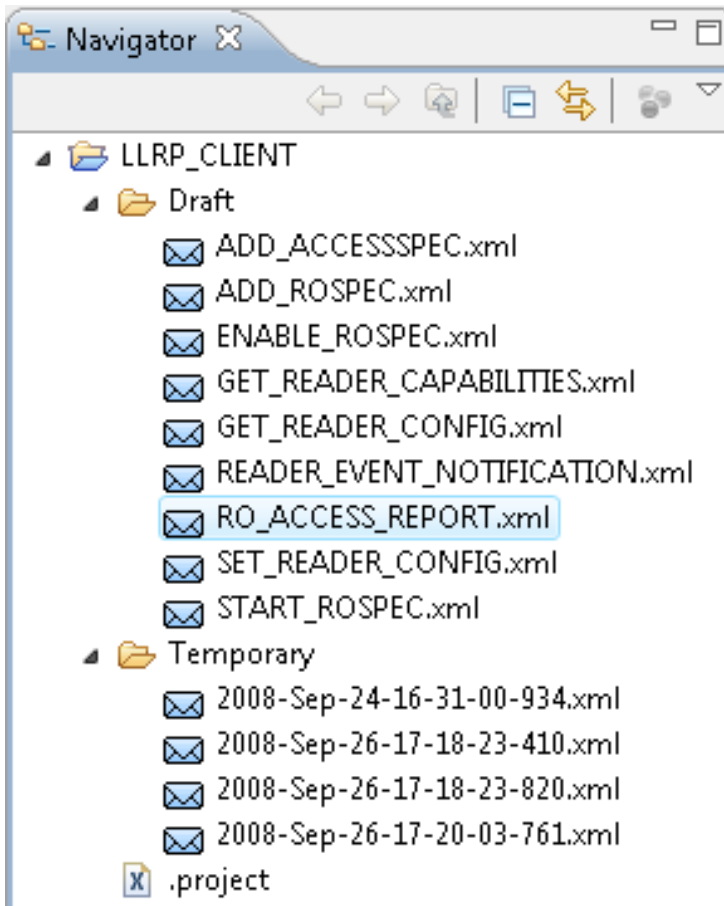 Navigator
LLRP_CLIENT
Draft
ADD_ACCESSSPEC.xml
ADD_ROSPEC.xml
ENABLE_ROSPEC.xml
GET_READER_CAPABILITIES.xml
GET_READER_CONFIG.xml
READER_EVENT_NOTIFICATION.xml
RO_ACCESS_REPORT.xml
SET_READER_CONFIG.xml
START_ROSPEC.xml
Temporary
2008-Sep-24-16-31-00-934.xml
2008-Sep-26-17-18-23-410.xml
2008-Sep-26-17-18-23-820.xml
2008-Sep-26-17-20-03-761.xml
X .project